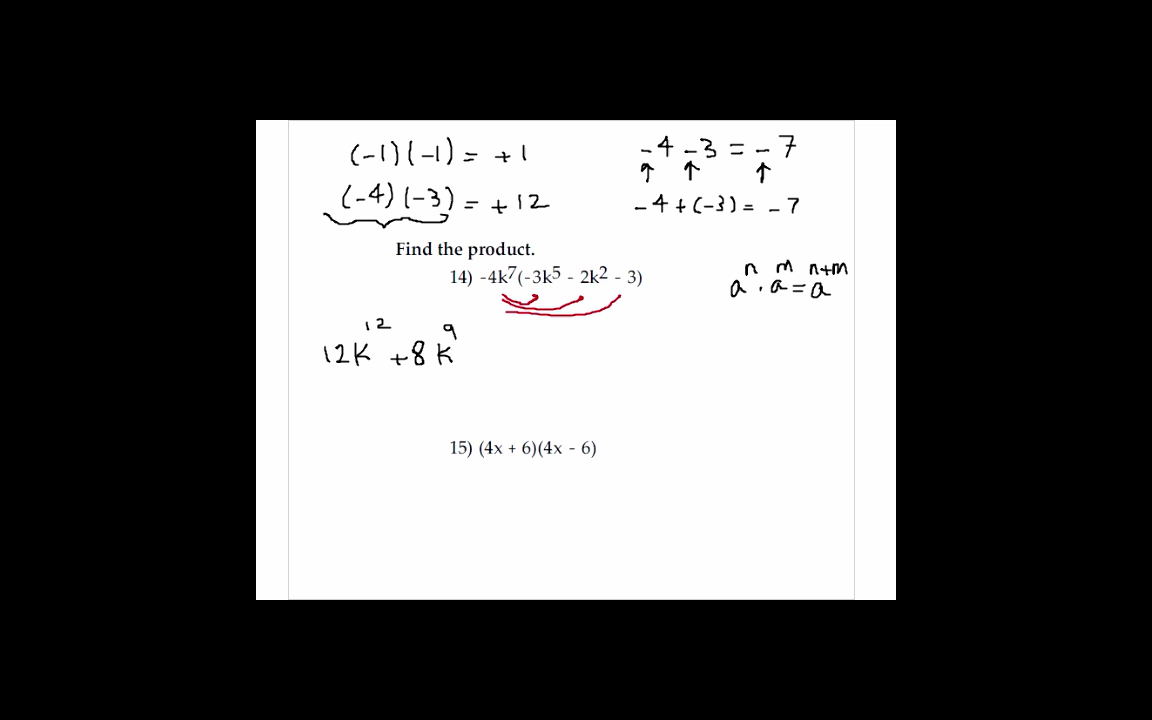 (-1)(-1) = +1
-4 -3 = -7
(-4)(-3) = +12
-4+(-3) = -7
Find the product.
14) -4k⁷(-3k⁵ - 2k² - 3)
aⁿ · aᵐ = aⁿ⁺ᵐ
12k¹² + 8k⁹
15) (4x + 6)(4x - 6)